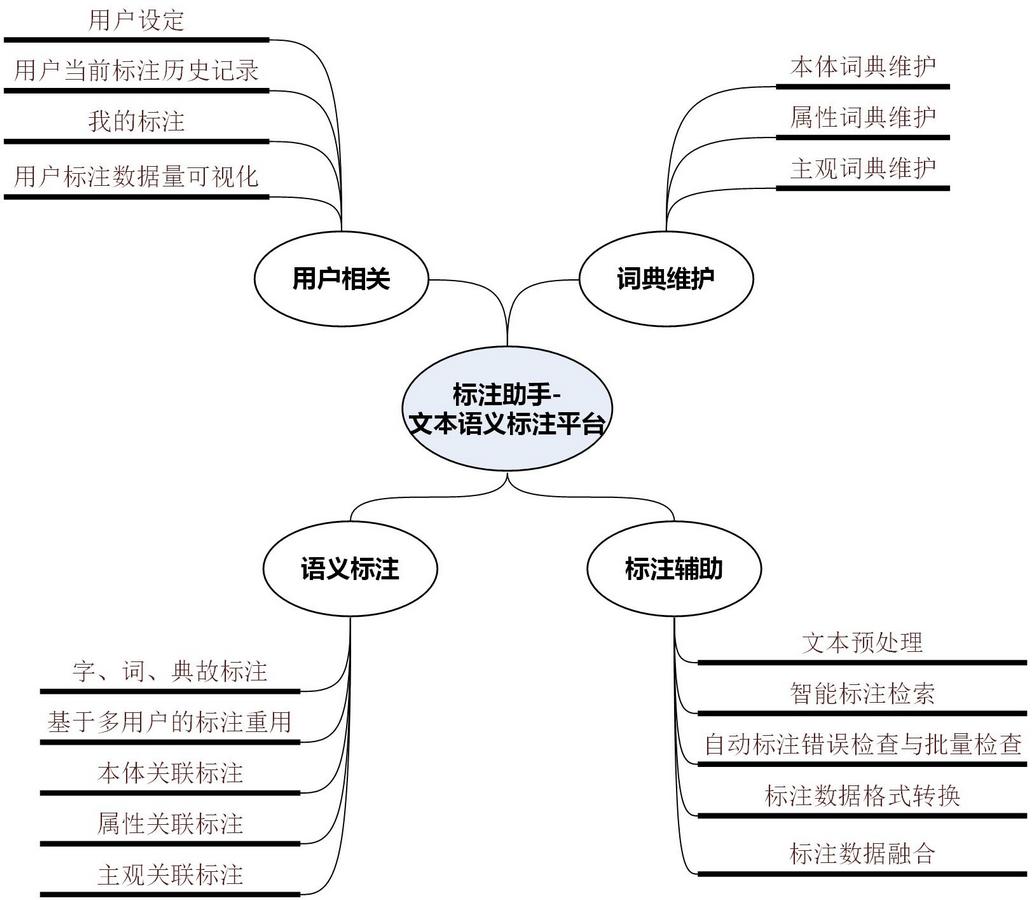 用户设定
用户当前标注历史记录
我的标注
用户标注数据量可视化
本体词典维护
属性词典维护
主观词典维护
用户相关
词典维护
标注助手-
文本语义标注平台
语义标注
标注辅助
字、词、典故标注
基于多用户的标注重用
本体关联标注
属性关联标注
主观关联标注
文本预处理
智能标注检索
自动标注错误检查与批量检查
标注数据格式转换
标注数据融合